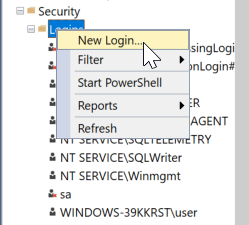 Security
Logins
New Login...
Filter
Start PowerShell
Reports
Refresh
NT SERVICE\SQLTELEMETRY
NT SERVICE\SQLWriter
NT SERVICE\Winmgmt
sa
WINDOWS-39KKRST\user